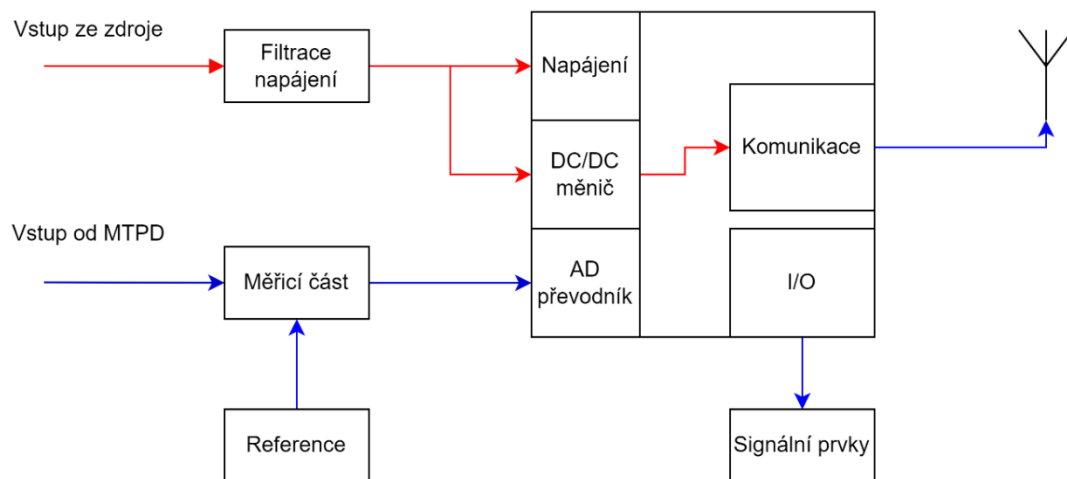 Vstup ze zdroje
Filtrace
napájení
Napájení
DC/DC
měnič
Komunikace
Vstup od MTPD
Měřicí část
AD
převodník
I/O
Reference
Signální prvky